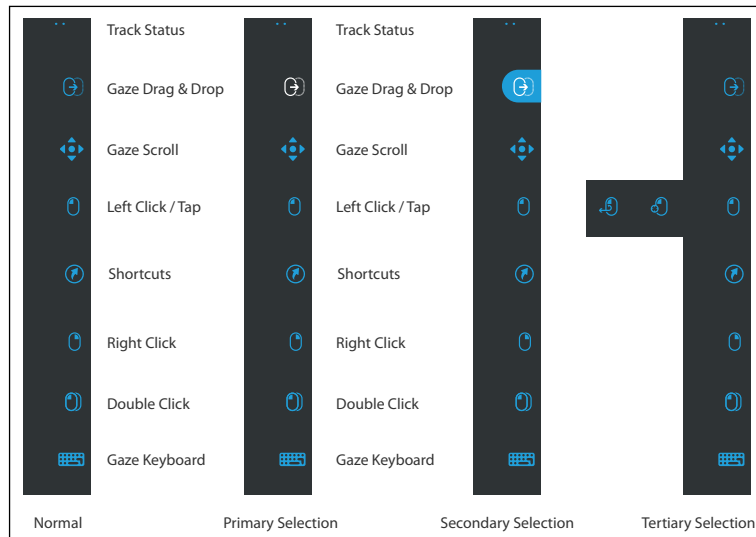 Track Status
Track Status
Gaze Drag & Drop
Gaze Drag & Drop
Gaze Scroll
Gaze Scroll
Left Click / Tap
Left Click / Tap
Shortcuts
Shortcuts
Right Click
Right Click
Double Click
Double Click
Gaze Keyboard
Gaze Keyboard
Normal
Primary Selection
Secondary Selection
Tertiary Selection